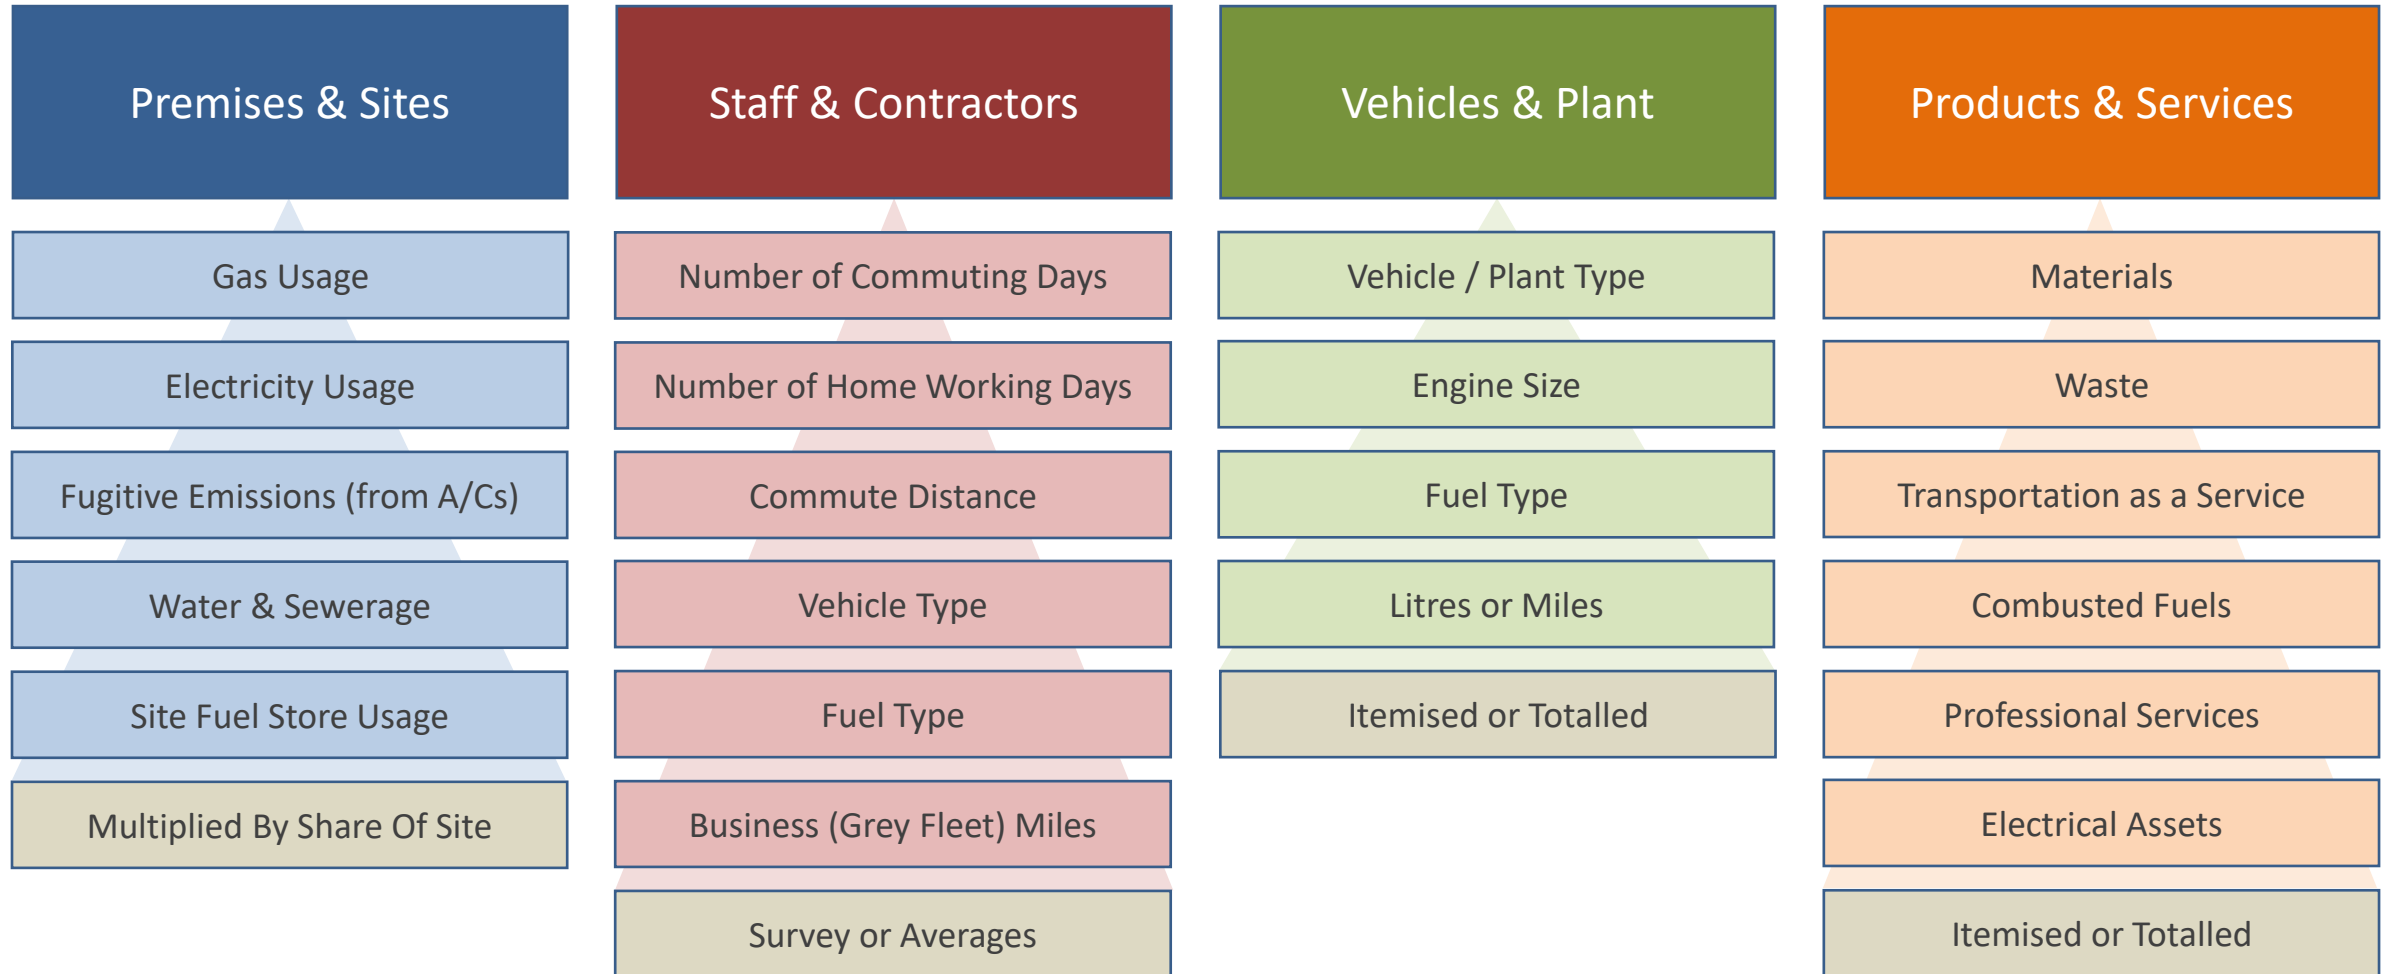 Premises & Sites
Gas Usage
Electricity Usage
Fugitive Emissions (from A/Cs)
Water & Sewerage
Site Fuel Store Usage
Multiplied By Share Of Site
Staff & Contractors
Number of Commuting Days
Number of Home Working Days
Commute Distance
Vehicle Type
Fuel Type
Business (Grey Fleet) Miles
Survey or Averages
Vehicles & Plant
Vehicle / Plant Type
Engine Size
Fuel Type
Litres or Miles
Itemised or Totalled
Products & Services
Materials
Waste
Transportation as a Service
Combusted Fuels
Professional Services
Electrical Assets
Itemised or Totalled